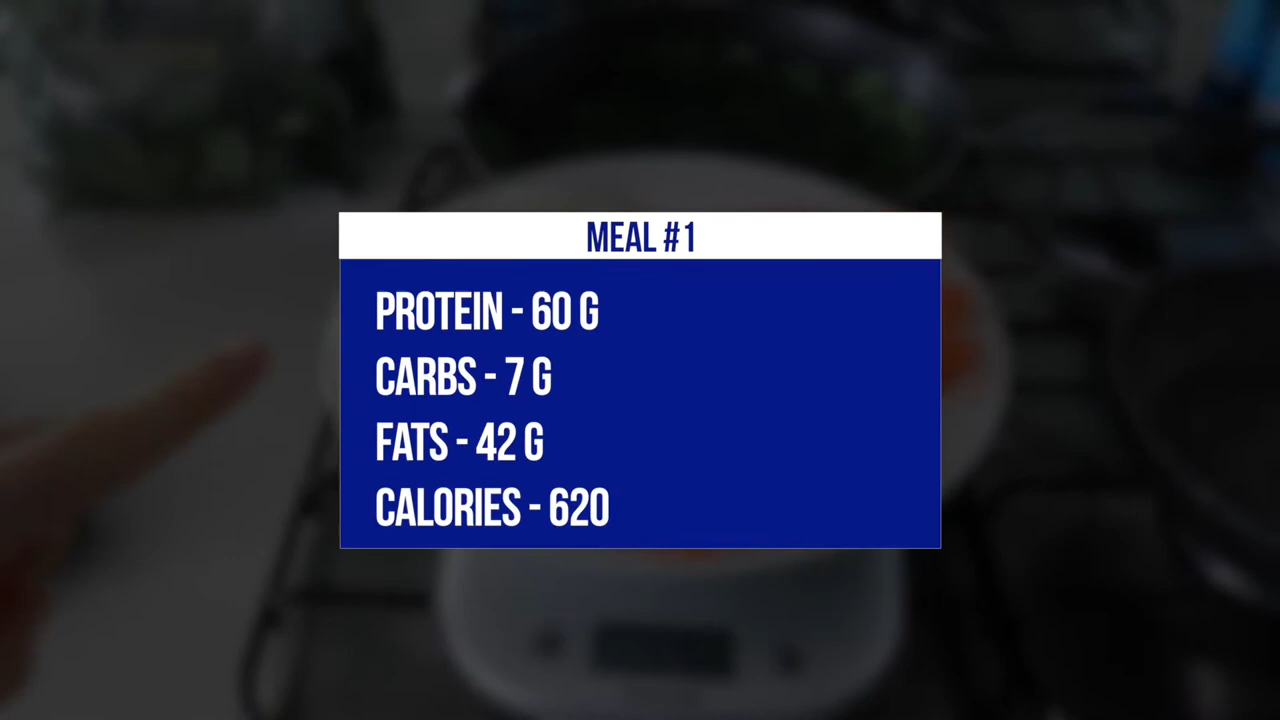 MEAL #1
PROTEIN - 60 G
CARBS - 7 G
FATS - 42 G
CALORIES - 620